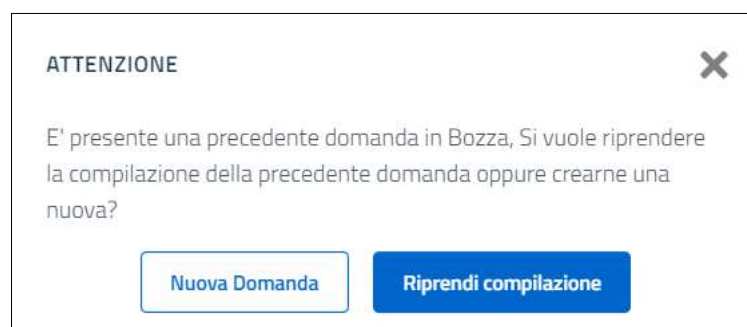 ATTENZIONE
E' presente una precedente domanda in Bozza, Si vuole riprendere
la compilazione della precedente domanda oppure crearne una
nuova?
Nuova Domanda
Riprendi compilazione